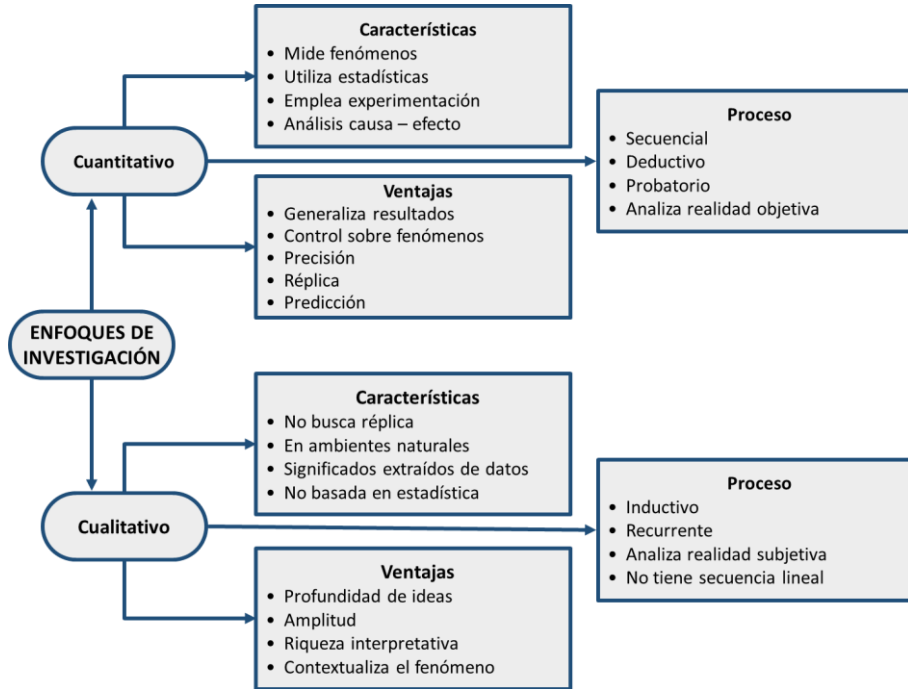 Características
• Mide fenómenos
• Utiliza estadísticas
• Emplea experimentación
• Análisis causa – efecto
Cuantitativo
Proceso
• Secuencial
• Deductivo
• Probatorio
• Analiza realidad objetiva
Ventajas
• Generaliza resultados
• Control sobre fenómenos
• Precisión
• Réplica
• Predicción
ENFOQUES DE
INVESTIGACIÓN
Características
• No busca réplica
• En ambientes naturales
• Significados extraídos de datos
• No basada en estadística
Cualitativo
Proceso
• Inductivo
• Recurrente
• Analiza realidad subjetiva
• No tiene secuencia lineal
Ventajas
• Profundidad de ideas
• Amplitud
• Riqueza interpretativa
• Contextualiza el fenómeno